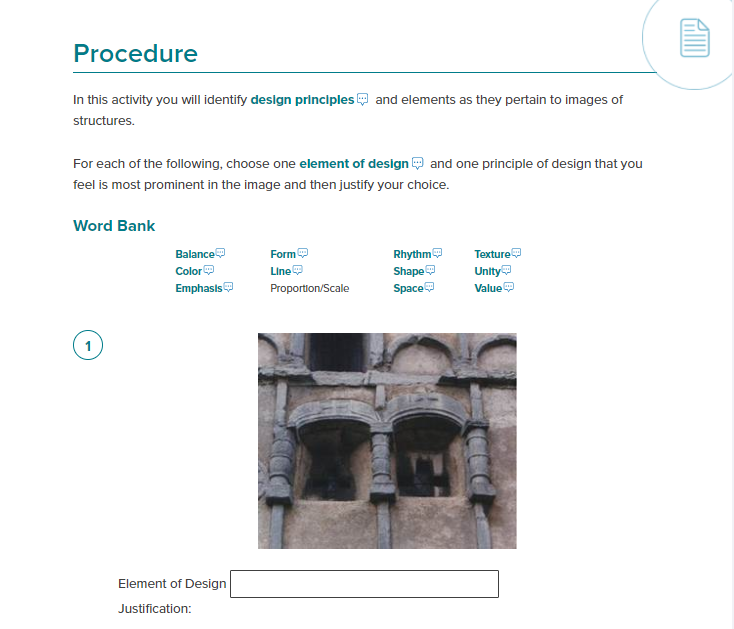 Procedure
In this activity you will identify design principles and elements as they pertain to images of
structures.
For each of the following, choose one element of design and one principle of design that you
feel is most prominent in the image and then justify your choice.
Word Bank
Balance Form Rhythm Texture
Color Line Shape Unity
Emphasis Proportion/Scale Space Value
1
Element of Design
Justification: